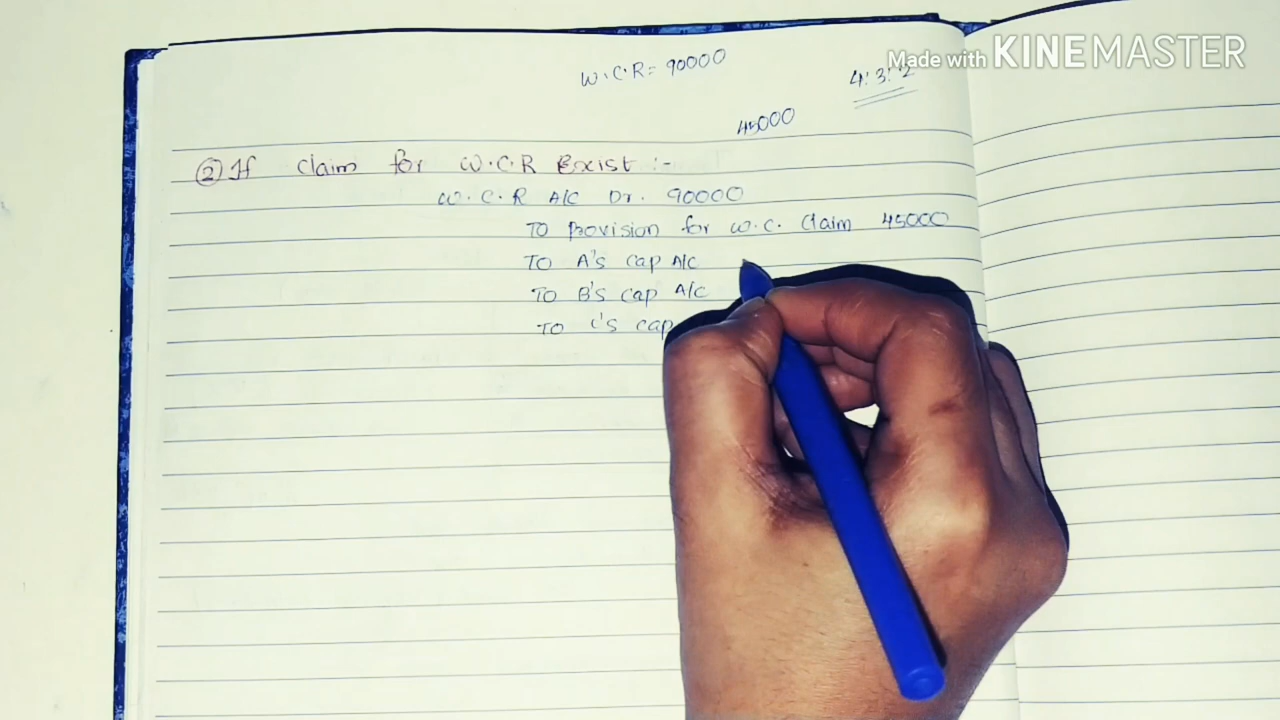 Made with KINEMASTER
W.C.R = 90000
4:3:2
45000
② If claim for W.C.R Exist :-
W.C.R A/C Dr. 90000
TO Provision for W.C. Claim 45000
TO A's cap A/C
TO B's cap A/C
TO C's cap